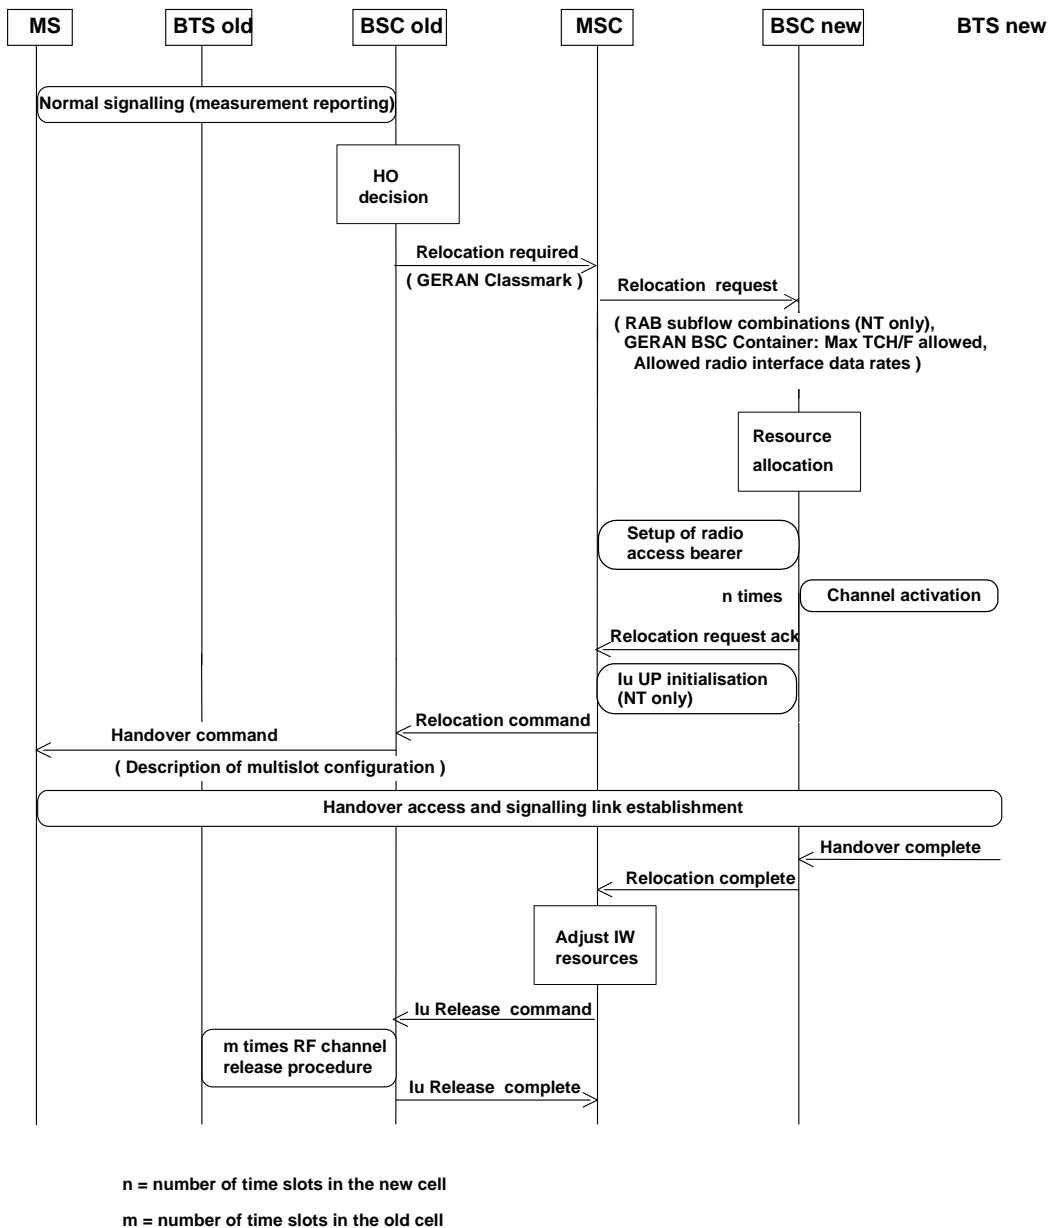 MS BTS old BSC old MSC BSC new BTS new
Normal signalling (measurement reporting)
HO
decision
Relocation required
( GERAN Classmark )
Relocation request
( RAB subflow combinations (NT only),
GERAN BSC Container: Max TCH/F allowed,
Allowed radio interface data rates )
Resource
allocation
Setup of radio
access bearer
n times Channel activation
Relocation request ack
Iu UP initialisation
(NT only)
Relocation command
Handover command
( Description of multislot configuration )
Handover access and signalling link establishment
Handover complete
Relocation complete
Adjust IW
resources
Iu Release command
m times RF channel
release procedure
Iu Release complete
n = number of time slots in the new cell
m = number of time slots in the old cell